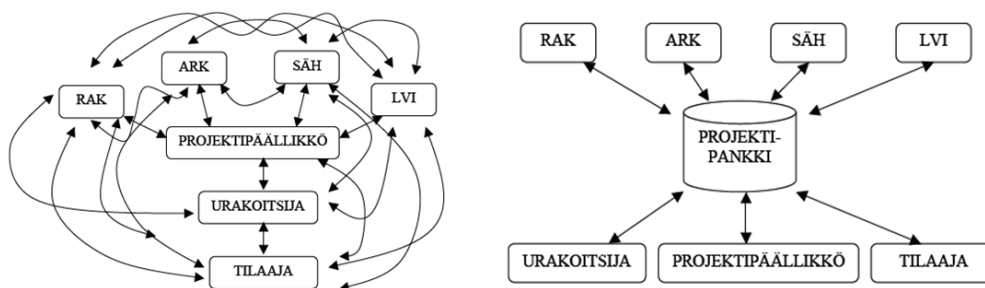 ARK
SÄH
RAK
LVI
PROJEKTIPÄÄLLIKKÖ
URAKOITSIJA
TILAAJA
RAK
ARK
SÄH
LVI
PROJEKTI-
PANKKI
URAKOITSIJA
PROJEKTIPÄÄLLIKKÖ
TILAAJA